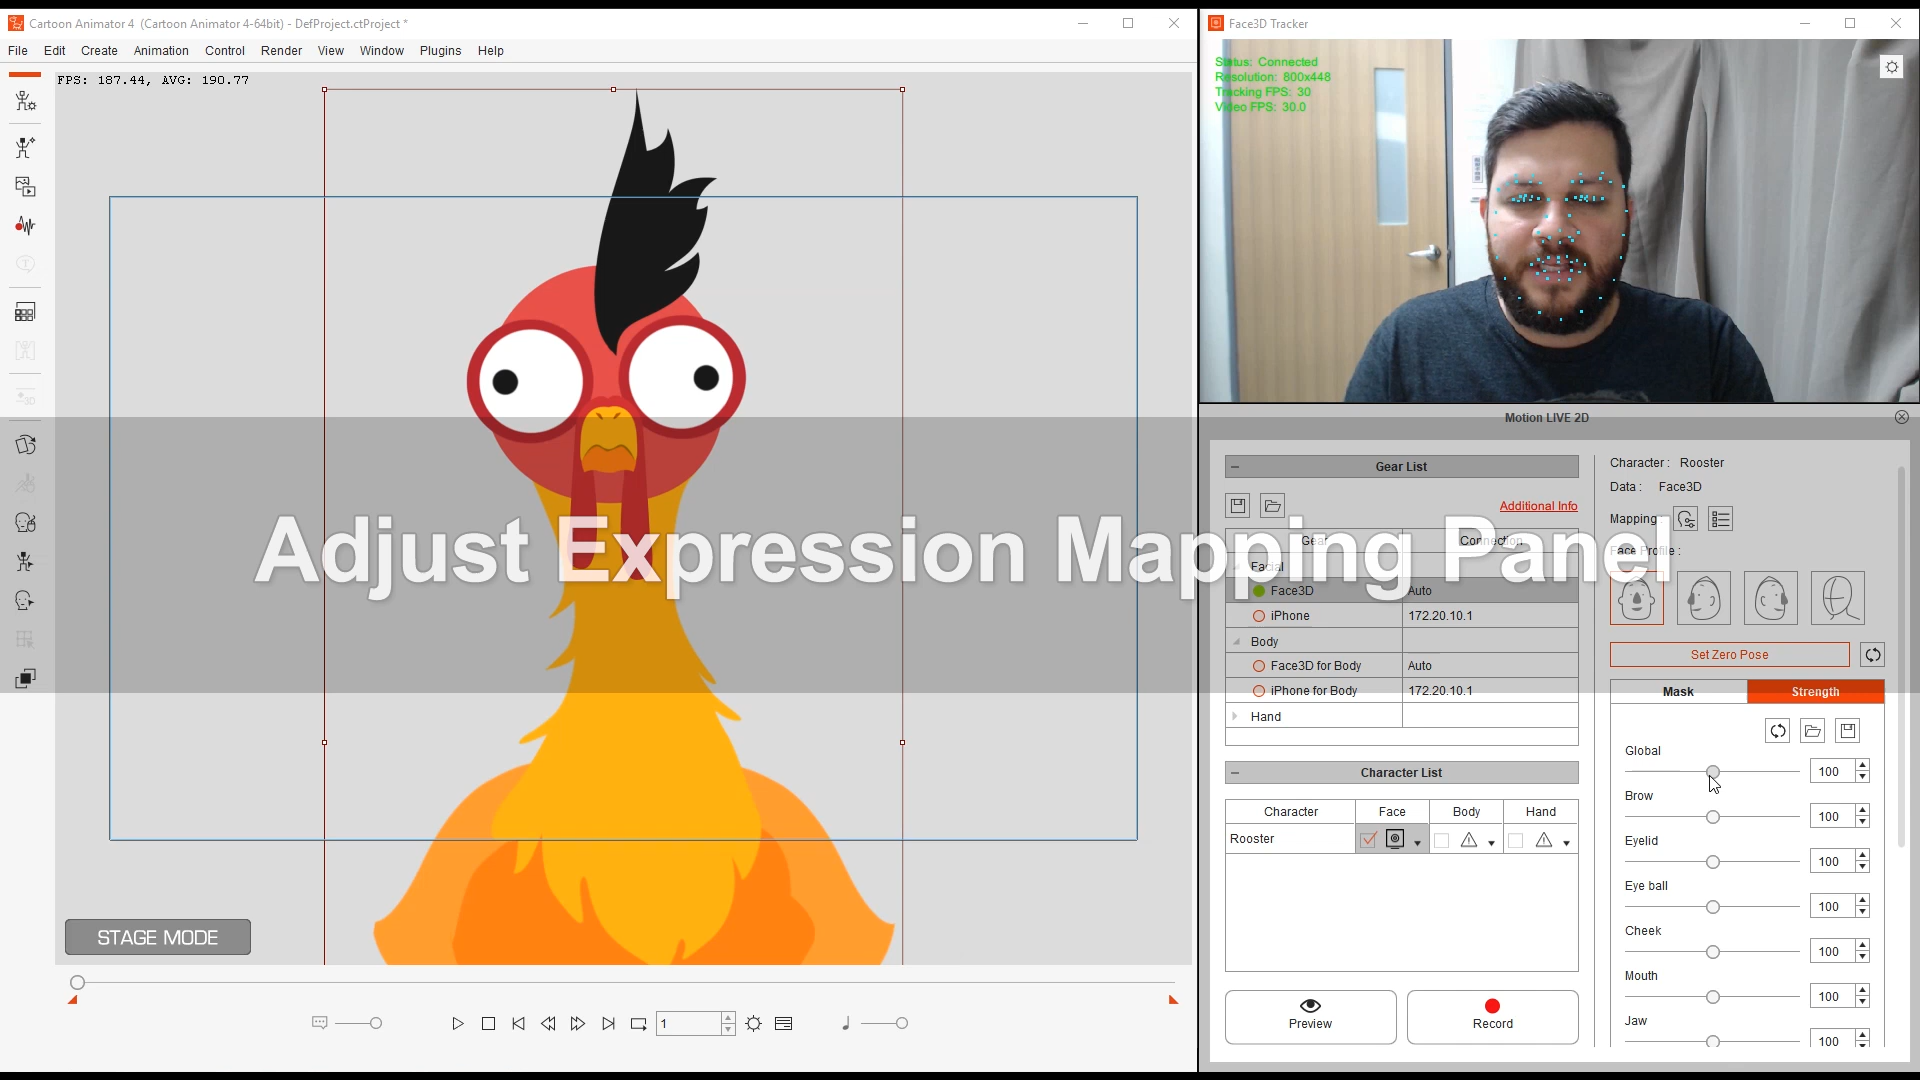 Cartoon Animator 4 (Cartoon Animator 4-64bit) - DefProject.ctProject *
File Edit Create Animation Control Render View Window Plugins Help
FPS: 187.44, AVG: 190.77
STAGE MODE
1
Face3D Tracker
Status: Connected
Resolution: 800x448
Tracking FPS: 30
Video FPS: 30.0
Adjust Expression Mapping Panel
Motion LIVE 2D
Gear List
Additional Info
Gear Connection
Facial
Face3D Auto
iPhone 172.20.10.1
Body
Face3D for Body Auto
iPhone for Body 172.20.10.1
Hand
Character List
Character Face Body Hand
Rooster
Preview Record
Character : Rooster
Data : Face3D
Mapping
Face Profile :
Set Zero Pose
Mask Strength
Global
100
Brow
100
Eyelid
100
Eye ball
100
Cheek
100
Mouth
100
Jaw
100